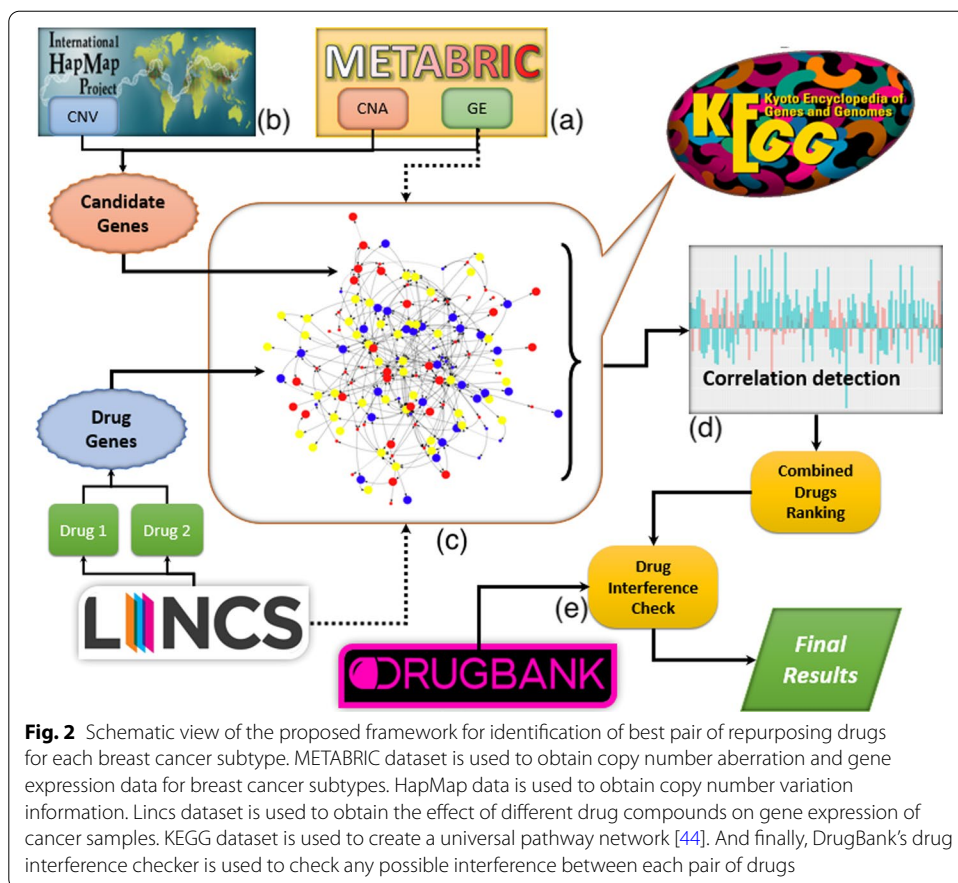 International
HapMap
Project
CNV
(b)
METABRIC
CNA
GE
(a)
Kyoto Encyclopedia of
Genes and Genomes
KEGG
Candidate
Genes
Drug
Genes
Drug 1
Drug 2
LINCS
(c)
Correlation detection
(d)
Combined
Drugs
Ranking
Drug
Interference
Check
(e)
DRUGBANK
Final
Results
Fig. 2 Schematic view of the proposed framework for identification of best pair of repurposing drugs
for each breast cancer subtype. METABRIC dataset is used to obtain copy number aberration and gene
expression data for breast cancer subtypes. HapMap data is used to obtain copy number variation
information. Lincs dataset is used to obtain the effect of different drug compounds on gene expression of
cancer samples. KEGG dataset is used to create a universal pathway network [44]. And finally, DrugBank's drug
interference checker is used to check any possible interference between each pair of drugs